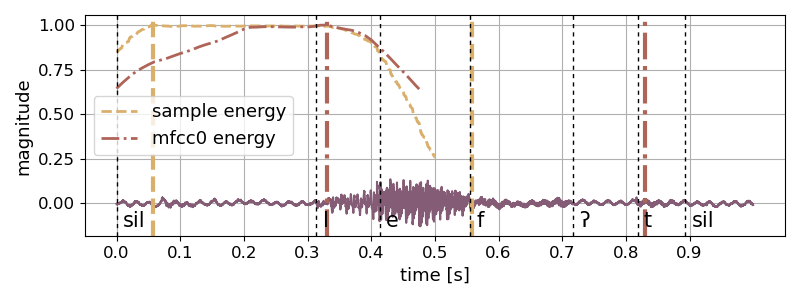 1.00
0.75
0.50
0.25
0.00
magnitude
sample energy
mfcc0 energy
sil l e f ʔ t sil
0.0 0.1 0.2 0.3 0.4 0.5 0.6 0.7 0.8 0.9
time [s]